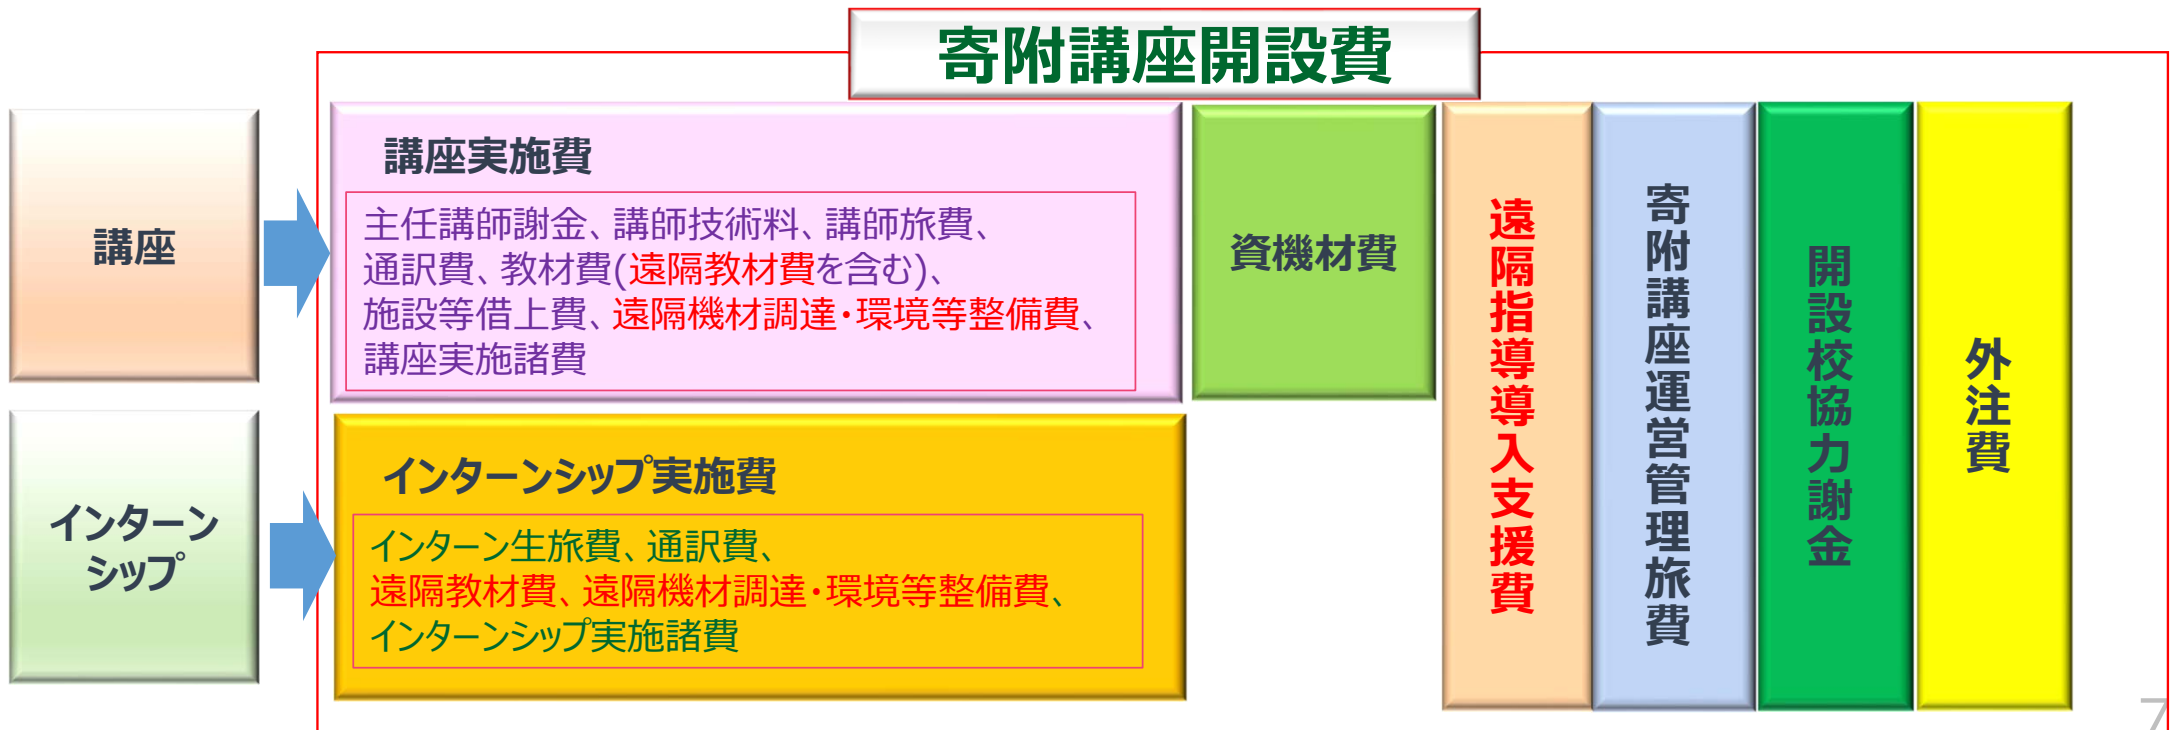 寄附講座開設費
講座
講座実施費
主任講師謝金、講師技術料、講師旅費、
通訳費、教材費(遠隔教材費を含む)、
施設等借上費、遠隔機材調達・環境等整備費、
講座実施諸費
資機材費
遠隔指導導入支援費
寄附講座運営管理旅費
開設校協力謝金
外注費
インターン
シップ
インターンシップ実施費
インターン生旅費、通訳費、
遠隔教材費、遠隔機材調達・環境等整備費、
インターンシップ実施諸費
7